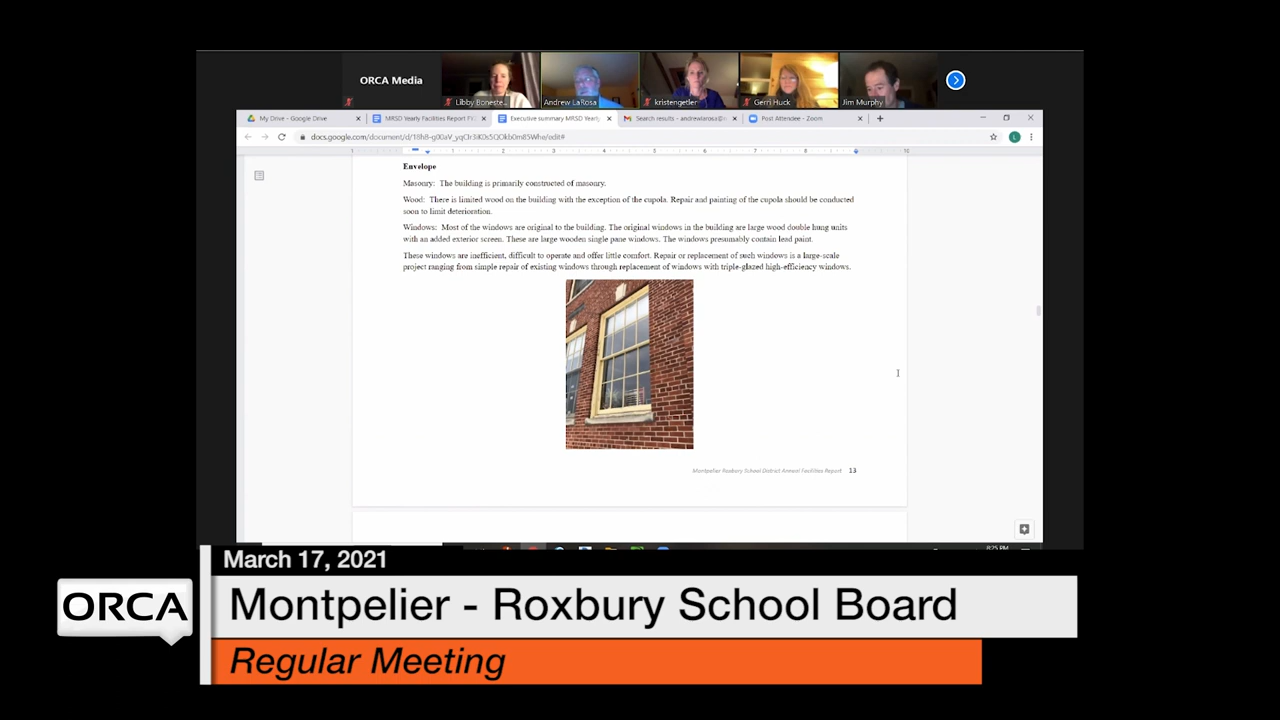 ORCA Media
Libby Boneste...
Andrew LaRosa
kristengetler
Gerri Huck
Jim Murphy
My Drive - Google Drive
MRSD Yearly Facilities Report FY
Executive summary MRSD Yearly
Search results - andrewlarosa@
Post Attendee - Zoom
Envelope
Masonry: The building is primarily constructed of masonry.
Wood: There is limited wood on the building with the exception of the cupola. Repair and painting of the cupola should be conducted
soon to limit deterioration.
Windows: Most of the windows are original to the building. The original windows in the building are large wood double hung units
with an added exterior screen. These are large wooden single pane windows. The windows presumably contain lead paint.
These windows are inefficient, difficult to operate and offer little comfort. Repair or replacement of such windows is a large-scale
project ranging from simple repair of existing windows through replacement of windows with triple-glazed high-efficiency windows.
Montpelier Roxbury School District Annual Facilities Report 13
8:25 PM
March 17, 2021
ORCA
Montpelier - Roxbury School Board
Regular Meeting